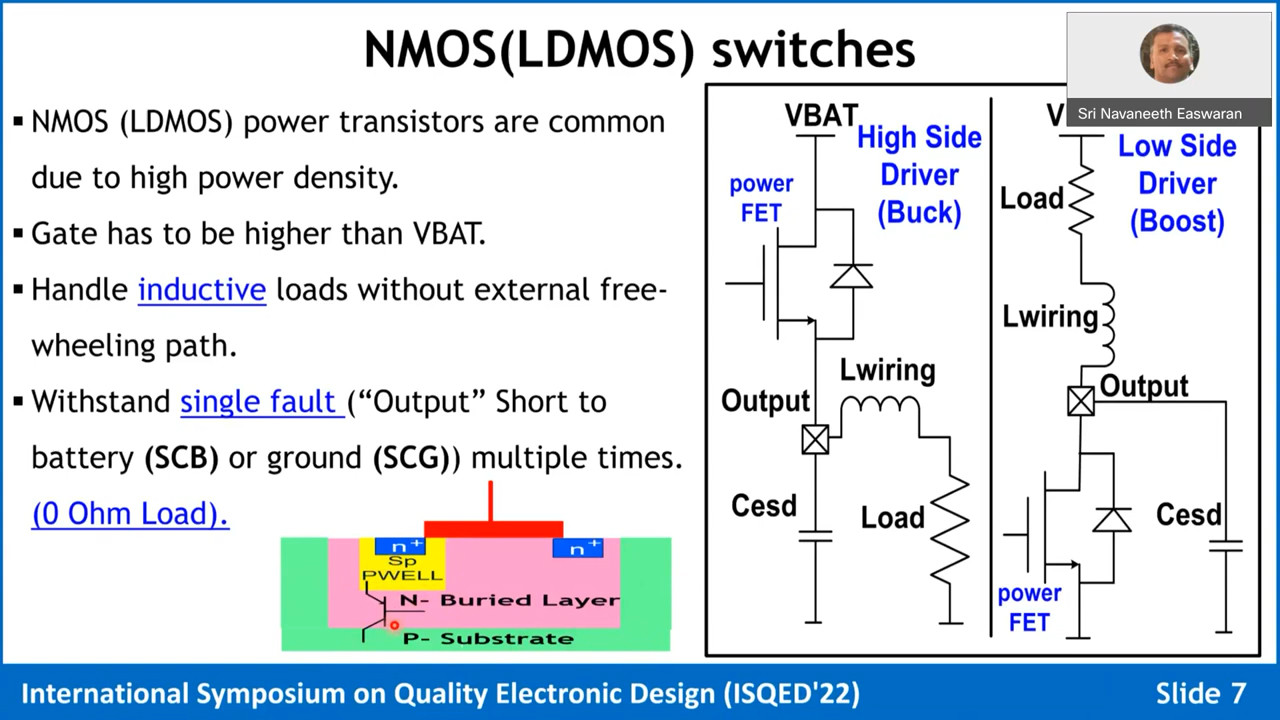 NMOS(LDMOS) switches
Sri Navaneeth Easwaran
▪ NMOS (LDMOS) power transistors are common
due to high power density.
▪ Gate has to be higher than VBAT.
▪ Handle inductive loads without external free-
wheeling path.
▪ Withstand single fault (“Output” Short to
battery (SCB) or ground (SCG)) multiple times.
(0 Ohm Load).
n+
n+
Sp
PWELL
N- Buried Layer
P- Substrate
VBAT
High Side
Driver
(Buck)
power
FET
Output
Lwiring
Cesd
Load
V
Low Side
Driver
(Boost)
Load
Lwiring
Output
Cesd
power
FET
International Symposium on Quality Electronic Design (ISQED'22)
Slide 7